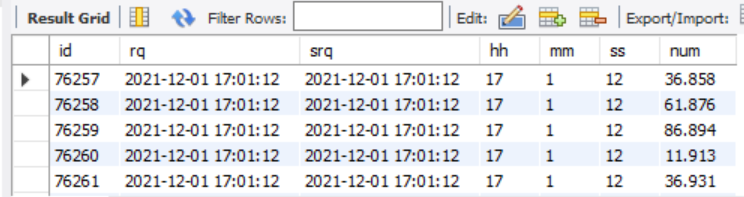 Result Grid Filter Rows: Edit: Export/Import:
id rq srq hh mm ss num
76257 2021-12-01 17:01:12 2021-12-01 17:01:12 17 1 12 36.858
76258 2021-12-01 17:01:12 2021-12-01 17:01:12 17 1 12 61.876
76259 2021-12-01 17:01:12 2021-12-01 17:01:12 17 1 12 86.894
76260 2021-12-01 17:01:12 2021-12-01 17:01:12 17 1 12 11.913
76261 2021-12-01 17:01:12 2021-12-01 17:01:12 17 1 12 36.931